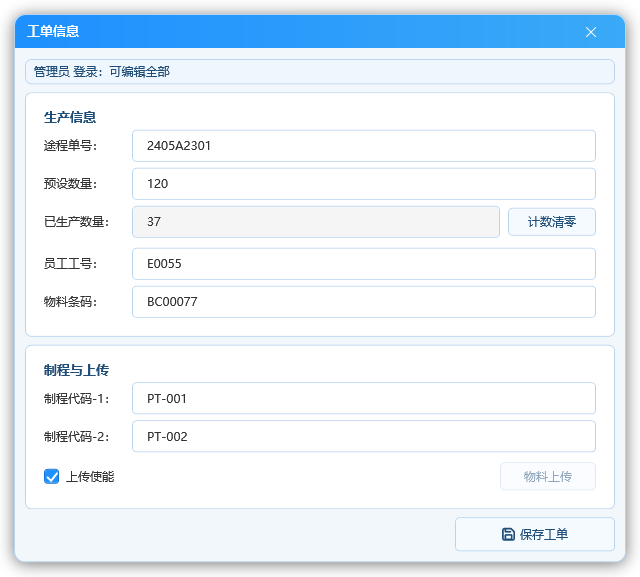 工单信息
管理员 登录：可编辑全部
生产信息
途程单号： 2405A2301
预设数量： 120
已生产数量： 37 计数清零
员工工号： E0055
物料条码： BC00077
制程与上传
制程代码-1： PT-001
制程代码-2： PT-002
上传使能 物料上传
保存工单